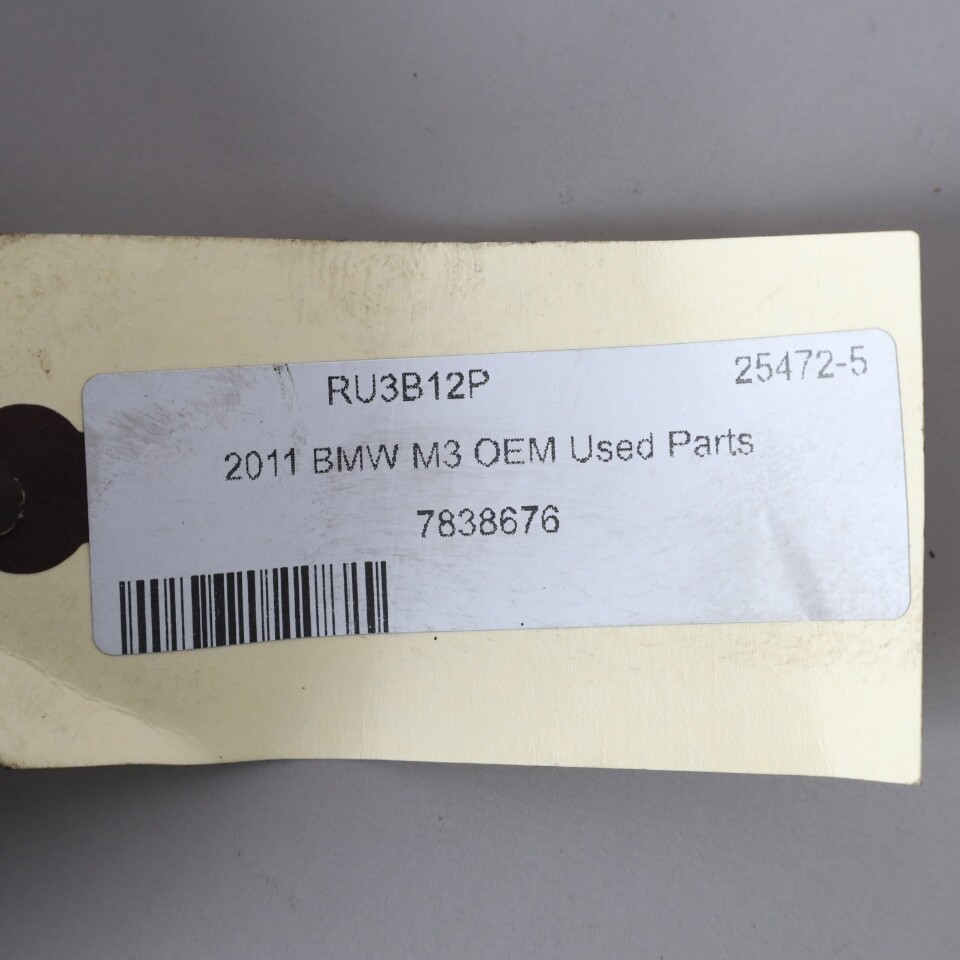 RU3B12P 25472-5
2011 BMW M3 OEM Used Parts
7838676